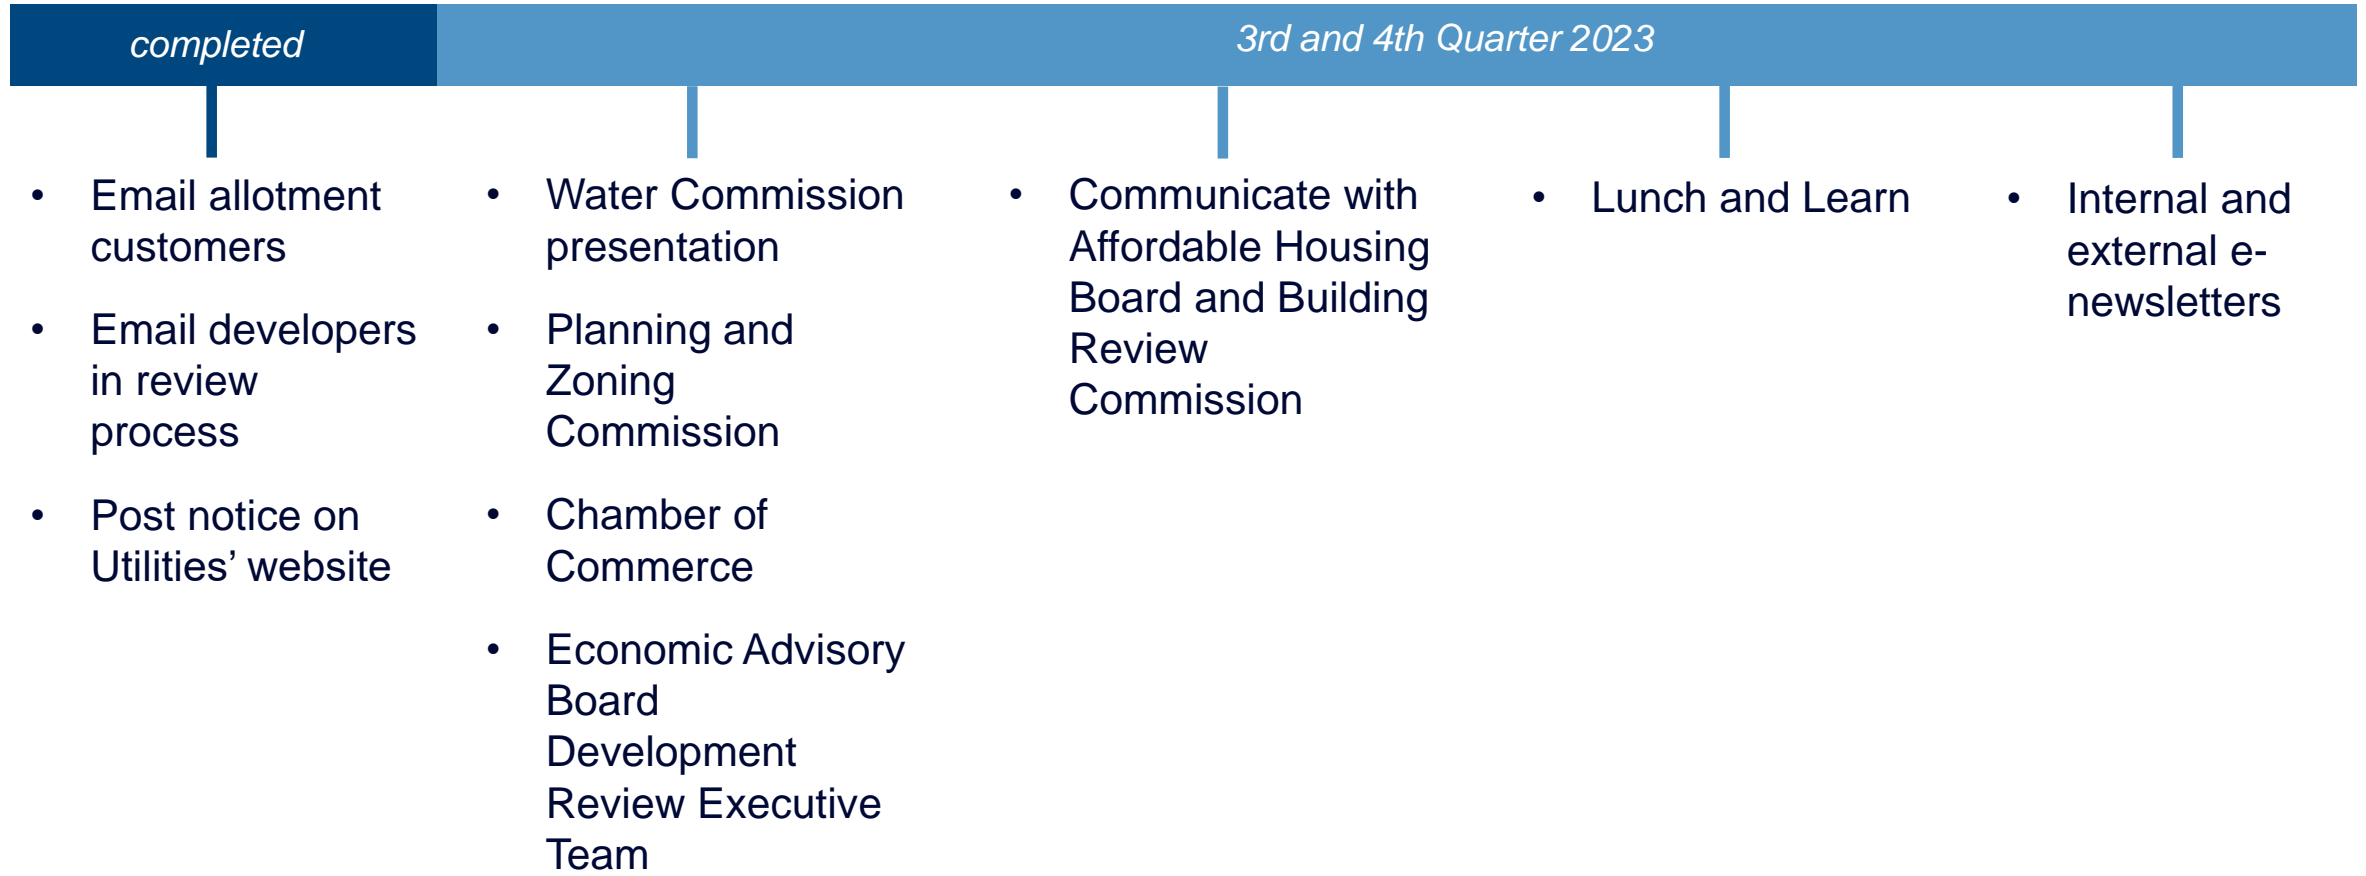 completed
3rd and 4th Quarter 2023
• Email allotment
customers
• Email developers
in review
process
• Post notice on
Utilities’ website
• Water Commission
presentation
• Planning and
Zoning
Commission
• Chamber of
Commerce
• Economic Advisory
Board
Development
Review Executive
Team
• Communicate with
Affordable Housing
Board and Building
Review
Commission
• Lunch and Learn
• Internal and
external e-
newsletters